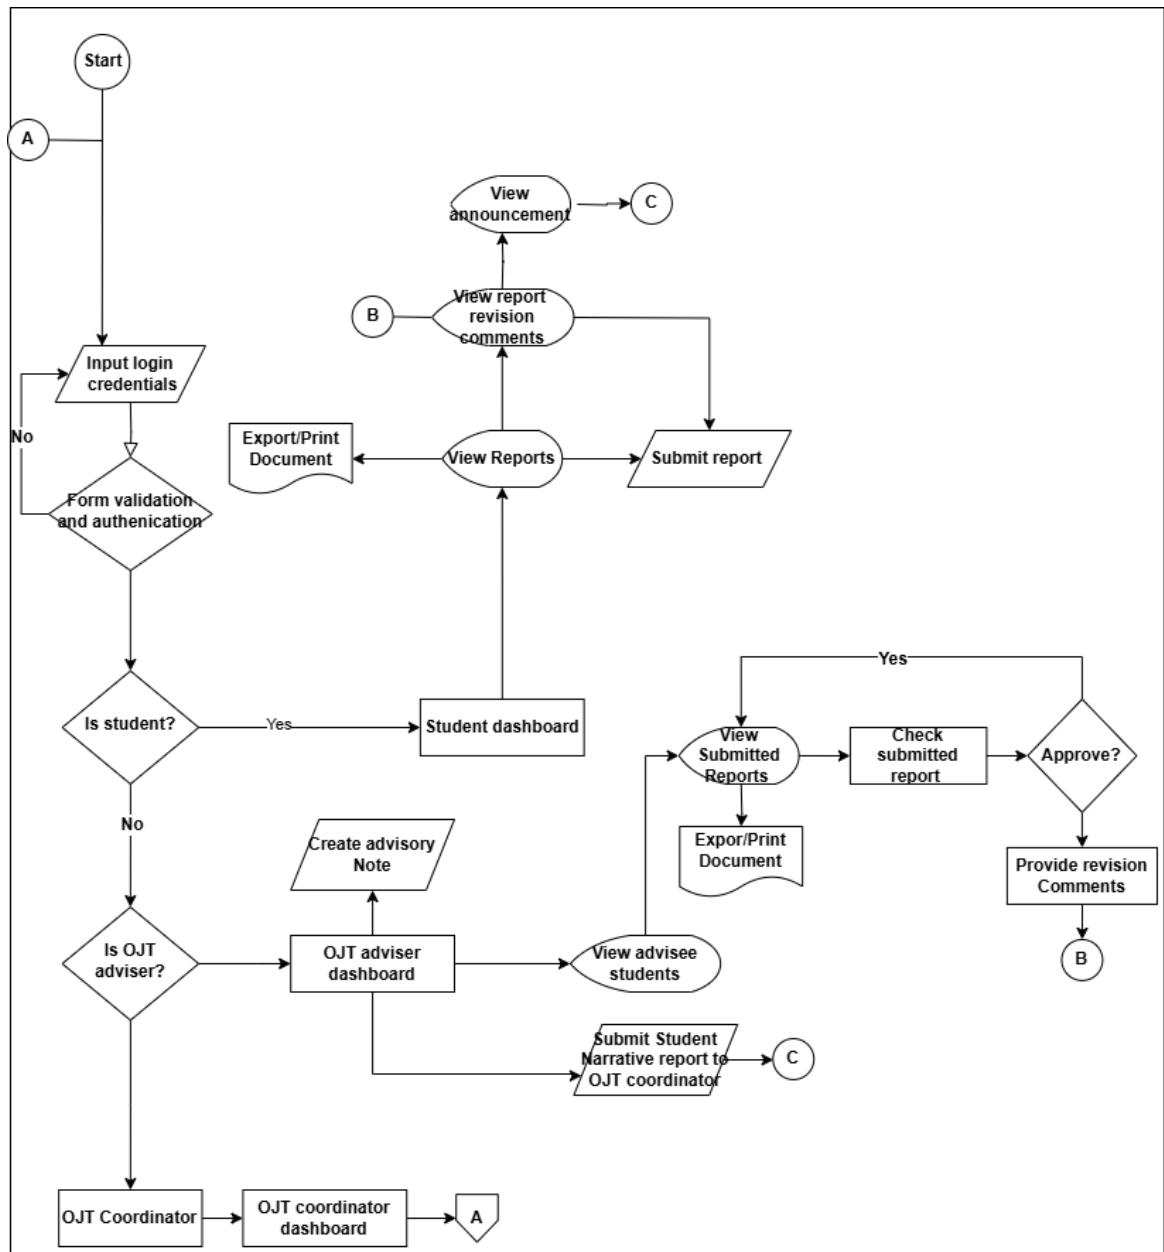 Start
A
View
announcement
C
B
View report
revision
comments
Input login
credentials
No
Export/Print
Document
View Reports
Submit report
Form validation
and authenication
Yes
Is student?
Yes
Student dashboard
View
Submitted
Reports
Check
submitted
report
Approve?
No
Create advisory
Note
Expor/Print
Document
Provide revision
Comments
Is OJT
adviser?
OJT adviser
dashboard
View advisee
students
B
Submit Student
Narrative report to
OJT coordinator
C
OJT Coordinator
OJT coordinator
dashboard
A